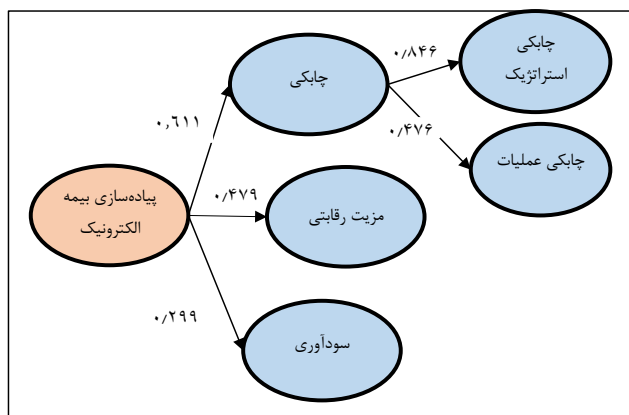 چابکی
استراتژیک
۰٫۸۴۶
چابکی
۰٫۴۷۶
۰٫٦۱۱
چابکی عملیات
پیاده‌سازی بیمه
الکترونیک
۰٫۴۷۹
مزیت رقابتی
۰٫۲۹۹
سودآوری